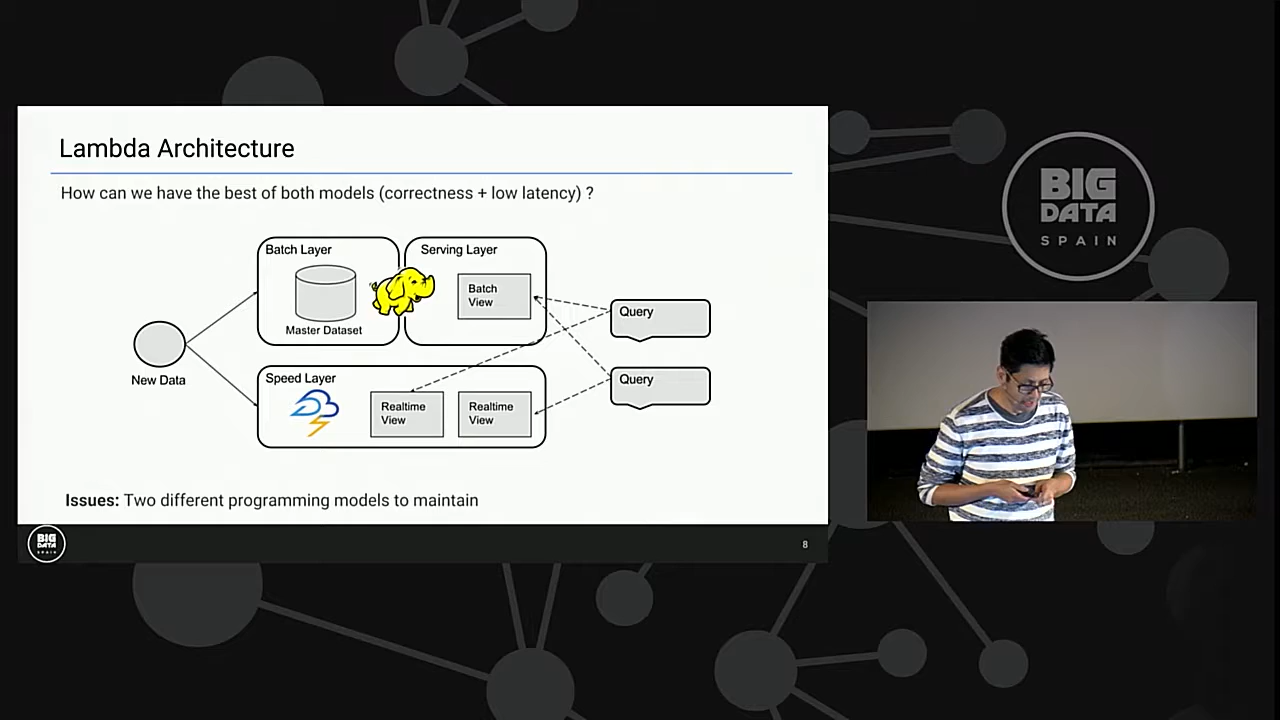 Lambda Architecture
How can we have the best of both models (correctness + low latency) ?
Batch Layer
Master Dataset
Serving Layer
Batch
View
New Data
Speed Layer
Realtime
View
Realtime
View
Query
Query
Issues: Two different programming models to maintain
BIG
DATA
SPAIN
8
BIG
DATA
SPAIN